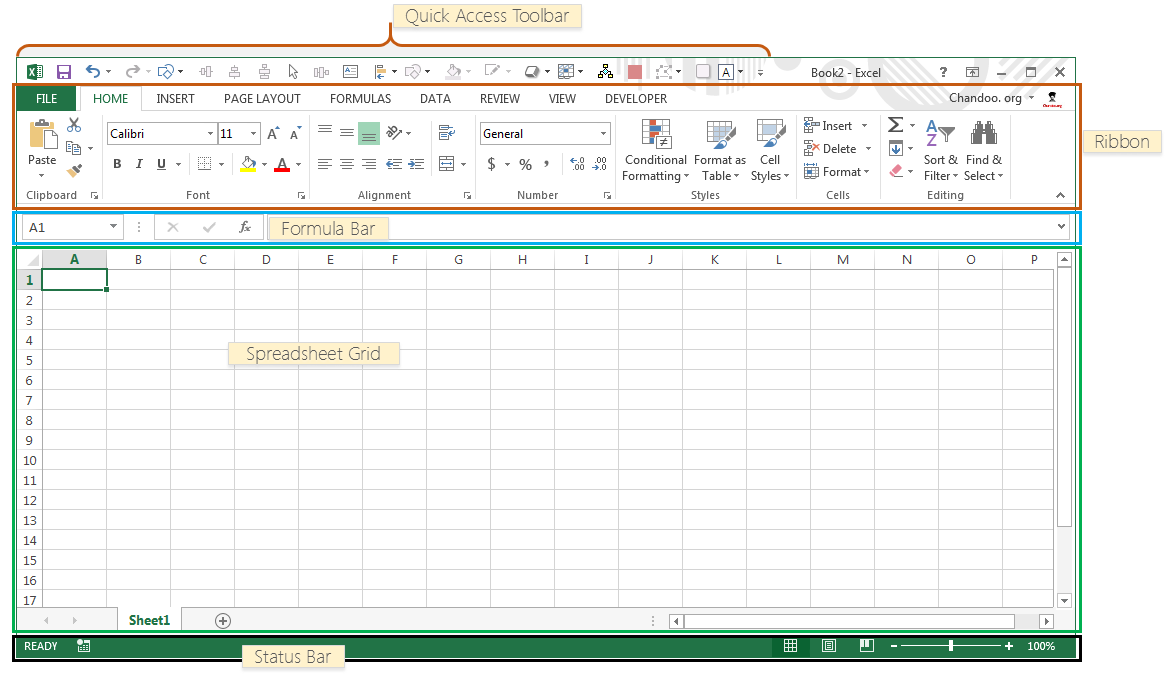 Quick Access Toolbar
Book2 - Excel ?
FILE HOME INSERT PAGE LAYOUT FORMULAS DATA REVIEW VIEW DEVELOPER Chandoo. org
Calibri 11 General
Paste B I U $ % , Conditional Formatting Format as Table Cell Styles Insert Delete Format Sort & Filter Find & Select
Clipboard Font Alignment Number Styles Cells Editing
Ribbon
A1 fx Formula Bar
A B C D E F G H I J K L M N O P
1
2
3
4
Spreadsheet Grid
5
6
7
8
9
10
11
12
13
14
15
16
17
Sheet1
READY 100%
Status Bar